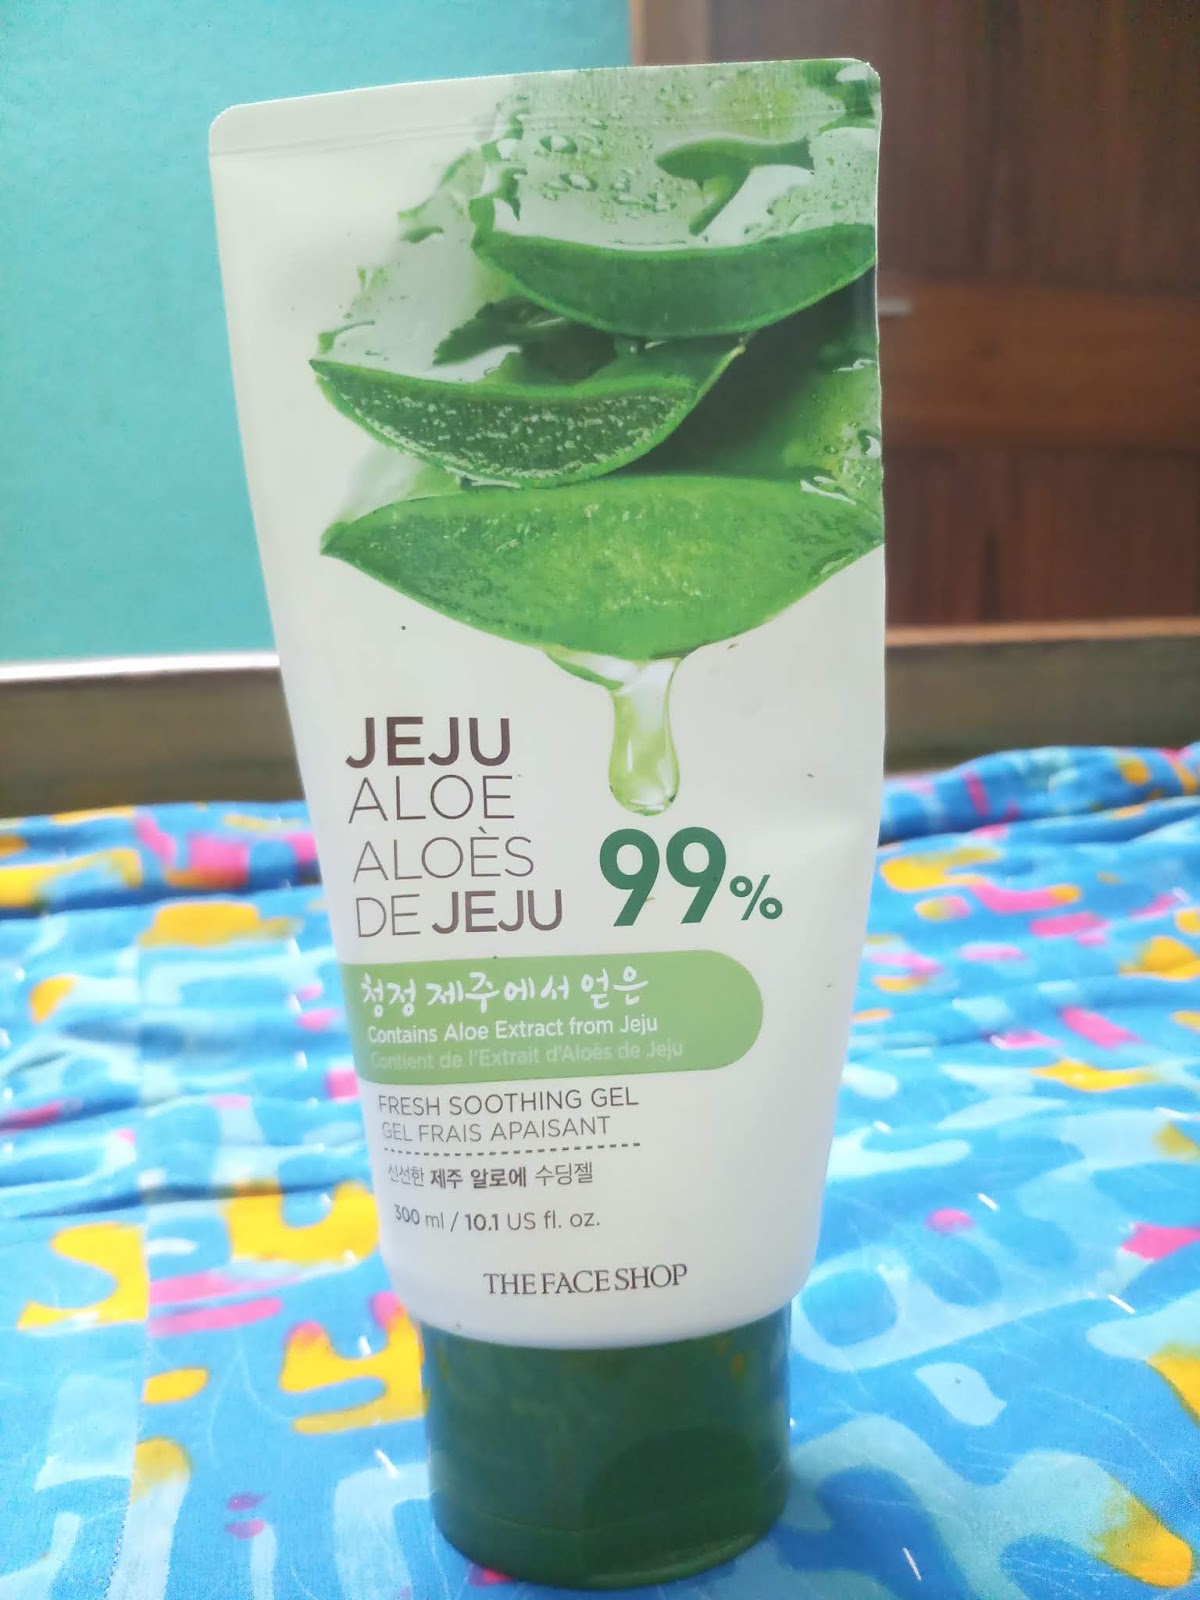 JEJU
ALOE
ALOÈS
DE JEJU
99%
청정 제주에서 얻은
Contains Aloe Extract from Jeju
Contient de l'Extrait d'Aloès de Jeju
FRESH SOOTHING GEL
GEL FRAIS APAISANT
신선한 제주 알로에 수딩젤
300 ml / 10.1 US fl. oz.
THE FACE SHOP